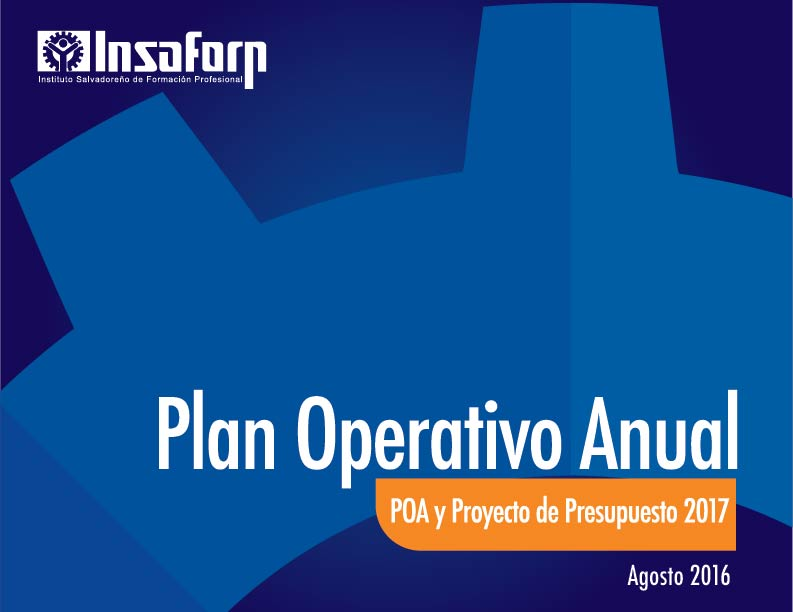 Insaforp
Instituto Salvadoreño de Formación Profesional
Plan Operativo Anual
POA y Proyecto de Presupuesto 2017
Agosto 2016